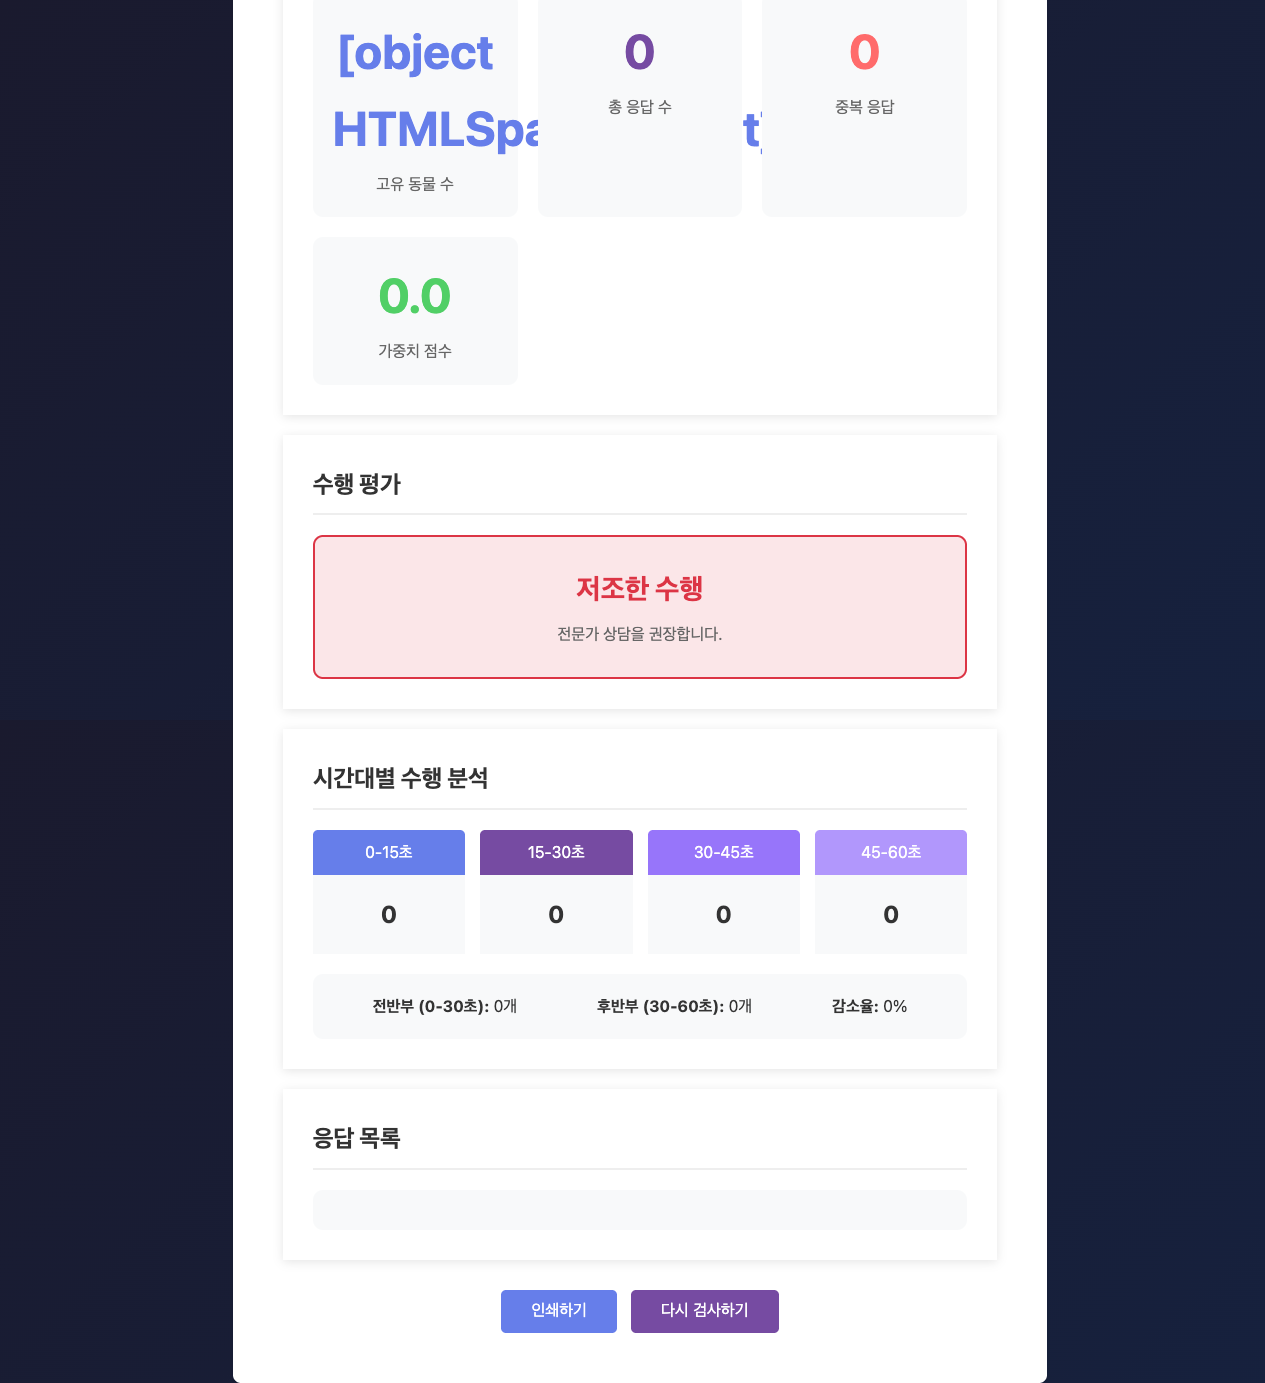 [object
HTMLSpa
t]
고유 동물 수
0
총 응답 수
0
중복 응답
0.0
가중치 점수
수행 평가
저조한 수행
전문가 상담을 권장합니다.
시간대별 수행 분석
0-15초
15-30초
30-45초
45-60초
0
0
0
0
전반부 (0-30초): 0개
후반부 (30-60초): 0개
감소율: 0%
응답 목록
인쇄하기
다시 검사하기